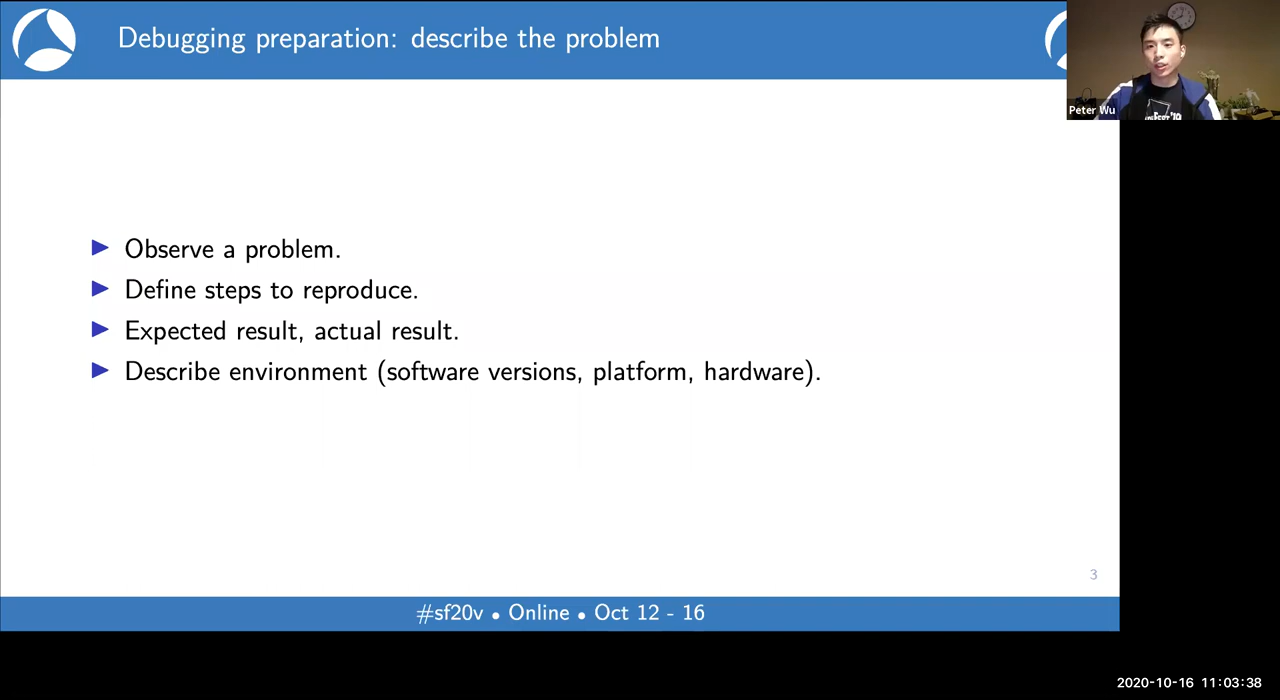 Debugging preparation: describe the problem
Peter Wu
▶ Observe a problem.
▶ Define steps to reproduce.
▶ Expected result, actual result.
▶ Describe environment (software versions, platform, hardware).
3
#sf20v • Online • Oct 12 - 16
2020-10-16 11:03:38